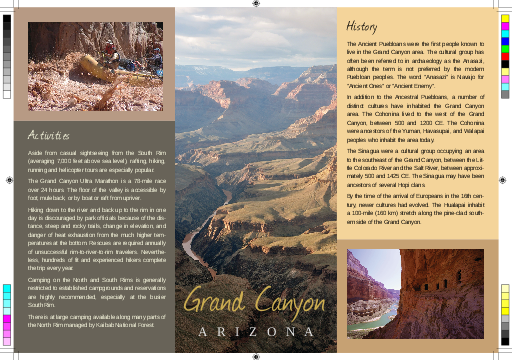 Activities
Aside from casual sightseeing from the South Rim
(averaging 7,000 feet above sea level), rafting, hiking,
running and helicopter tours are especially popular.
The Grand Canyon Ultra Marathon is a 78-mile race
over 24 hours. The floor of the valley is accessible by
foot, muleback, or by boat or raft from upriver.
Hiking down to the river and back up to the rim in one
day is discouraged by park officials because of the dis-
tance, steep and rocky trails, change in elevation, and
danger of heat exhaustion from the much higher tem-
peratures at the bottom. Rescues are required annually
of unsuccessful rim-to-river-to-rim travelers. Neverthe-
less, hundreds of fit and experienced hikers complete
the trip every year.
Camping on the North and South Rims is generally
restricted to established campgrounds and reservations
are highly recommended, especially at the busier
South Rim.
There is at large camping available along many parts of
the North Rim managed by Kaibab National Forest.
Grand Canyon
ARIZONA
History
The Ancient Puebloans were the first people known to
live in the Grand Canyon area. The cultural group has
often been referred to in archaeology as the Anasazi,
although the term is not preferred by the modern
Puebloan peoples. The word "Anasazi" is Navajo for
"Ancient Ones" or "Ancient Enemy".
In addition to the Ancestral Puebloans, a number of
distinct cultures have inhabited the Grand Canyon
area. The Cohonina lived to the west of the Grand
Canyon, between 500 and 1200 CE. The Cohonina
were ancestors of the Yuman, Havasupai, and Walapai
peoples who inhabit the area today.
The Sinagua were a cultural group occupying an area
to the southeast of the Grand Canyon, between the Lit-
tle Colorado River and the Salt River, between approxi-
mately 500 and 1425 CE. The Sinagua may have been
ancestors of several Hopi clans.
By the time of the arrival of Europeans in the 16th cen-
tury, newer cultures had evolved. The Hualapai inhabit
a 100-mile (160 km) stretch along the pine-clad south-
ern side of the Grand Canyon.